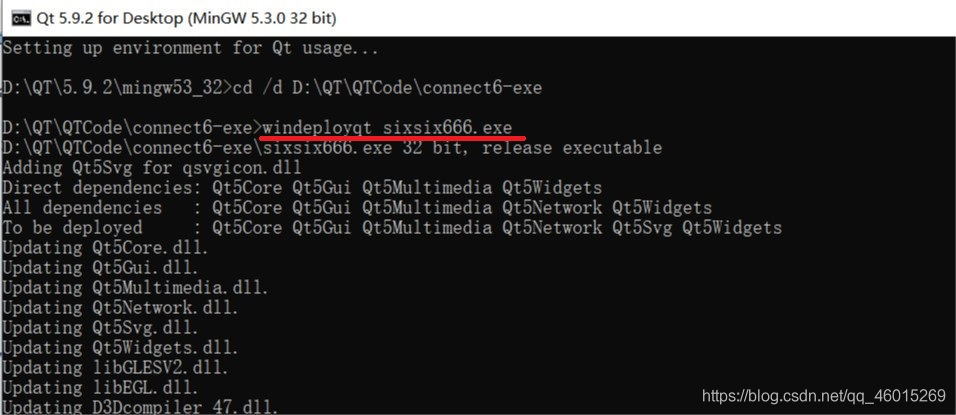 Qt 5.9.2 for Desktop (MinGW 5.3.0 32 bit)
Setting up environment for Qt usage...
D:\QT\5.9.2\mingw53_32>cd /d D:\QT\QTCode\connect6-exe
D:\QT\QTCode\connect6-exe>windeployqt sixsix666.exe
D:\QT\QTCode\connect6-exe\sixsix666.exe 32 bit, release executable
Adding Qt5Svg for qsvgicon.dll
Direct dependencies: Qt5Core Qt5Gui Qt5Multimedia Qt5Widgets
All dependencies   : Qt5Core Qt5Gui Qt5Multimedia Qt5Network Qt5Widgets
To be deployed     : Qt5Core Qt5Gui Qt5Multimedia Qt5Network Qt5Svg Qt5Widgets
Updating Qt5Core.dll.
Updating Qt5Gui.dll.
Updating Qt5Multimedia.dll.
Updating Qt5Network.dll.
Updating Qt5Svg.dll.
Updating Qt5Widgets.dll.
Updating libGLESV2.dll.
Updating libEGL.dll.
Updating D3Dcompiler_47.dll.
https://blog.csdn.net/qq_46015269